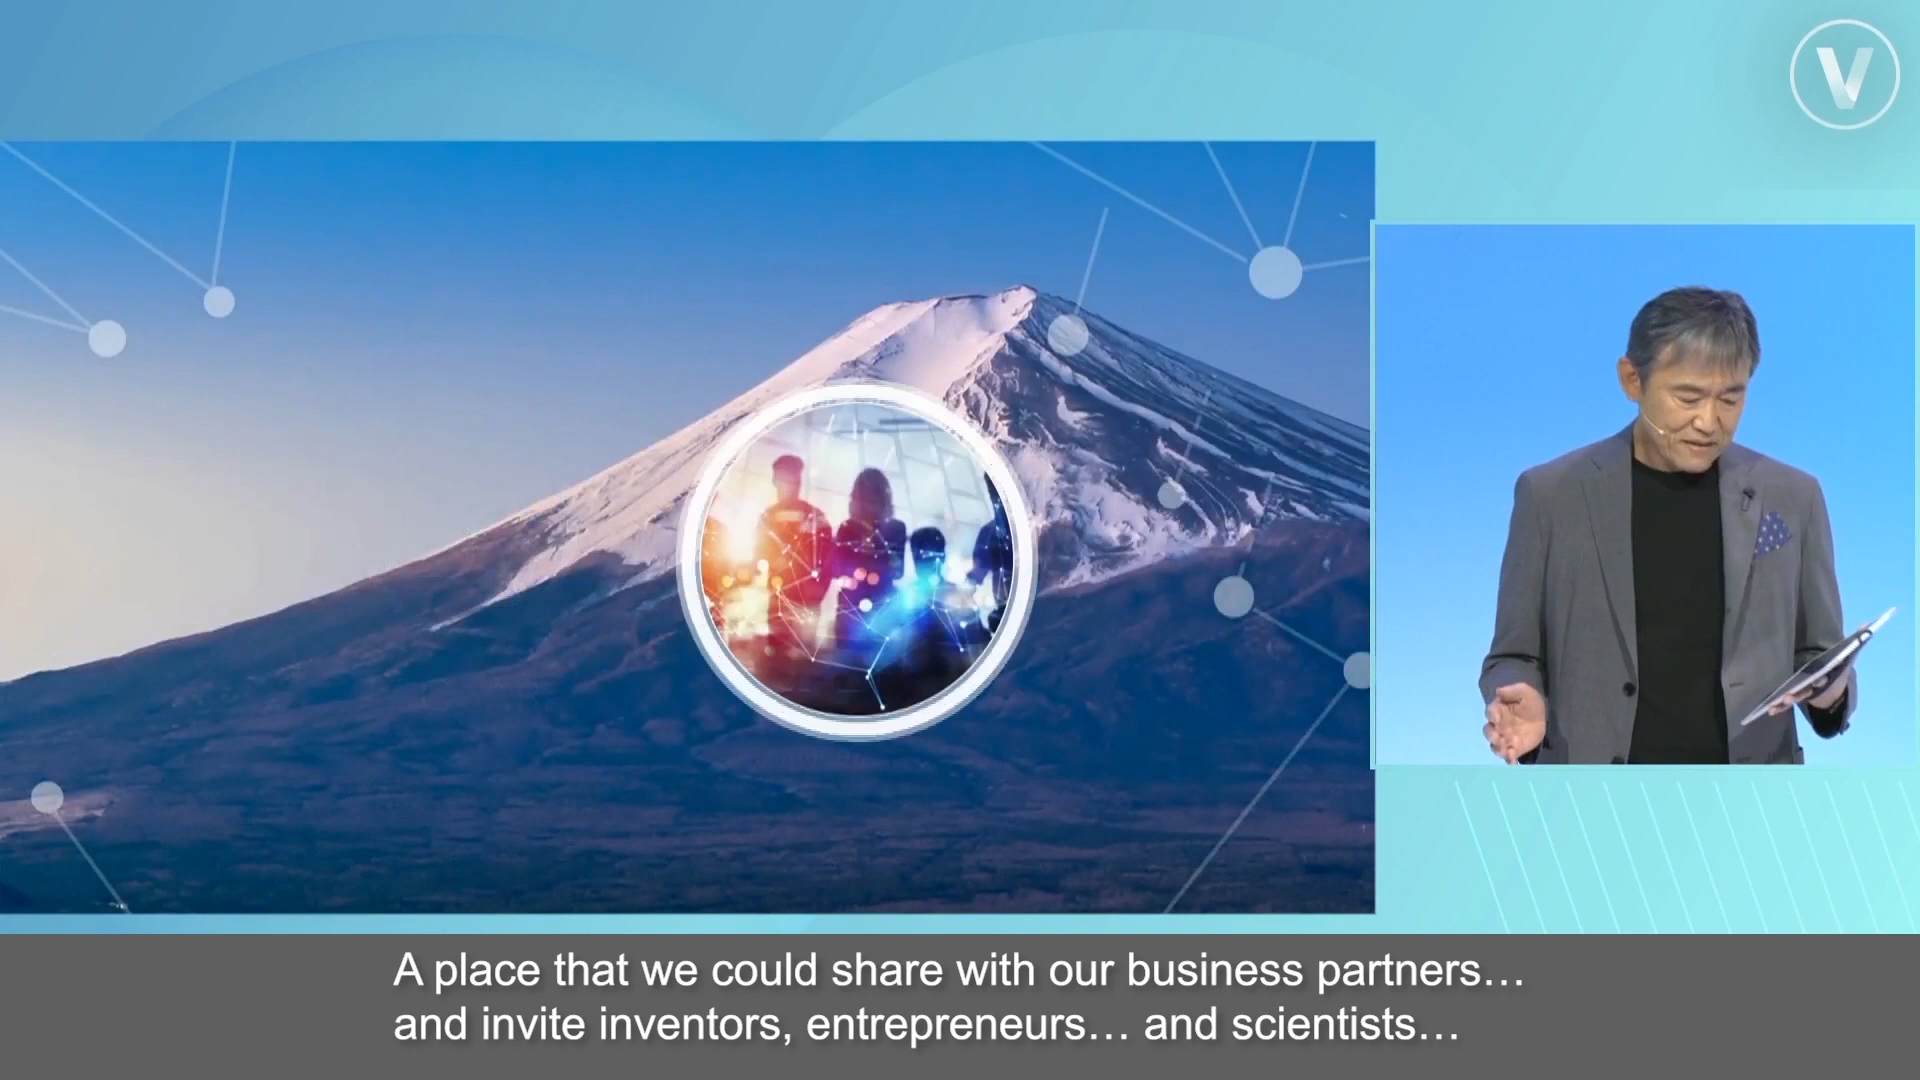 V
A place that we could share with our business partners…
and invite inventors, entrepreneurs… and scientists…